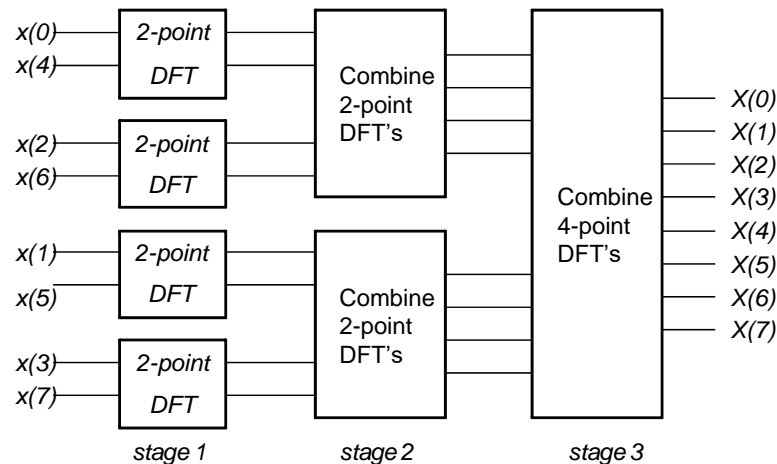 x(0)
x(4)
2-point
DFT
x(2)
x(6)
2-point
DFT
x(1)
x(5)
2-point
DFT
x(3)
x(7)
2-point
DFT
Combine
2-point
DFT's
Combine
2-point
DFT's
Combine
4-point
DFT's
X(0)
X(1)
X(2)
X(3)
X(4)
X(5)
X(6)
X(7)
stage 1
stage 2
stage 3